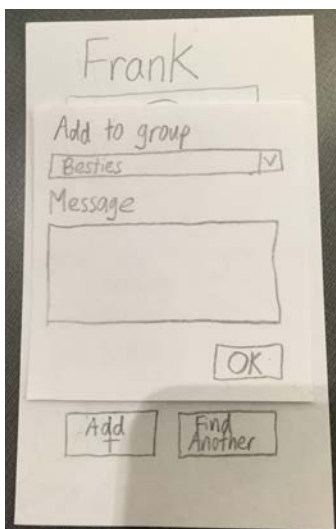 Frank
Add to group
Besties
Message
OK
Add
+
Find
Another